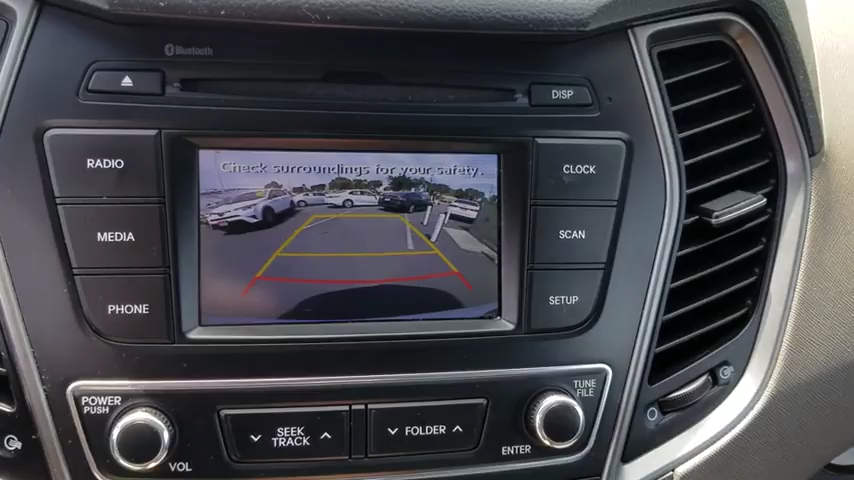 Bluetooth
DISP
RADIO
Check surroundings for your safety.
CLOCK
MEDIA
SCAN
PHONE
SETUP
POWER
PUSH
VOL
SEEK
TRACK
FOLDER
TUNE
FILE
ENTER